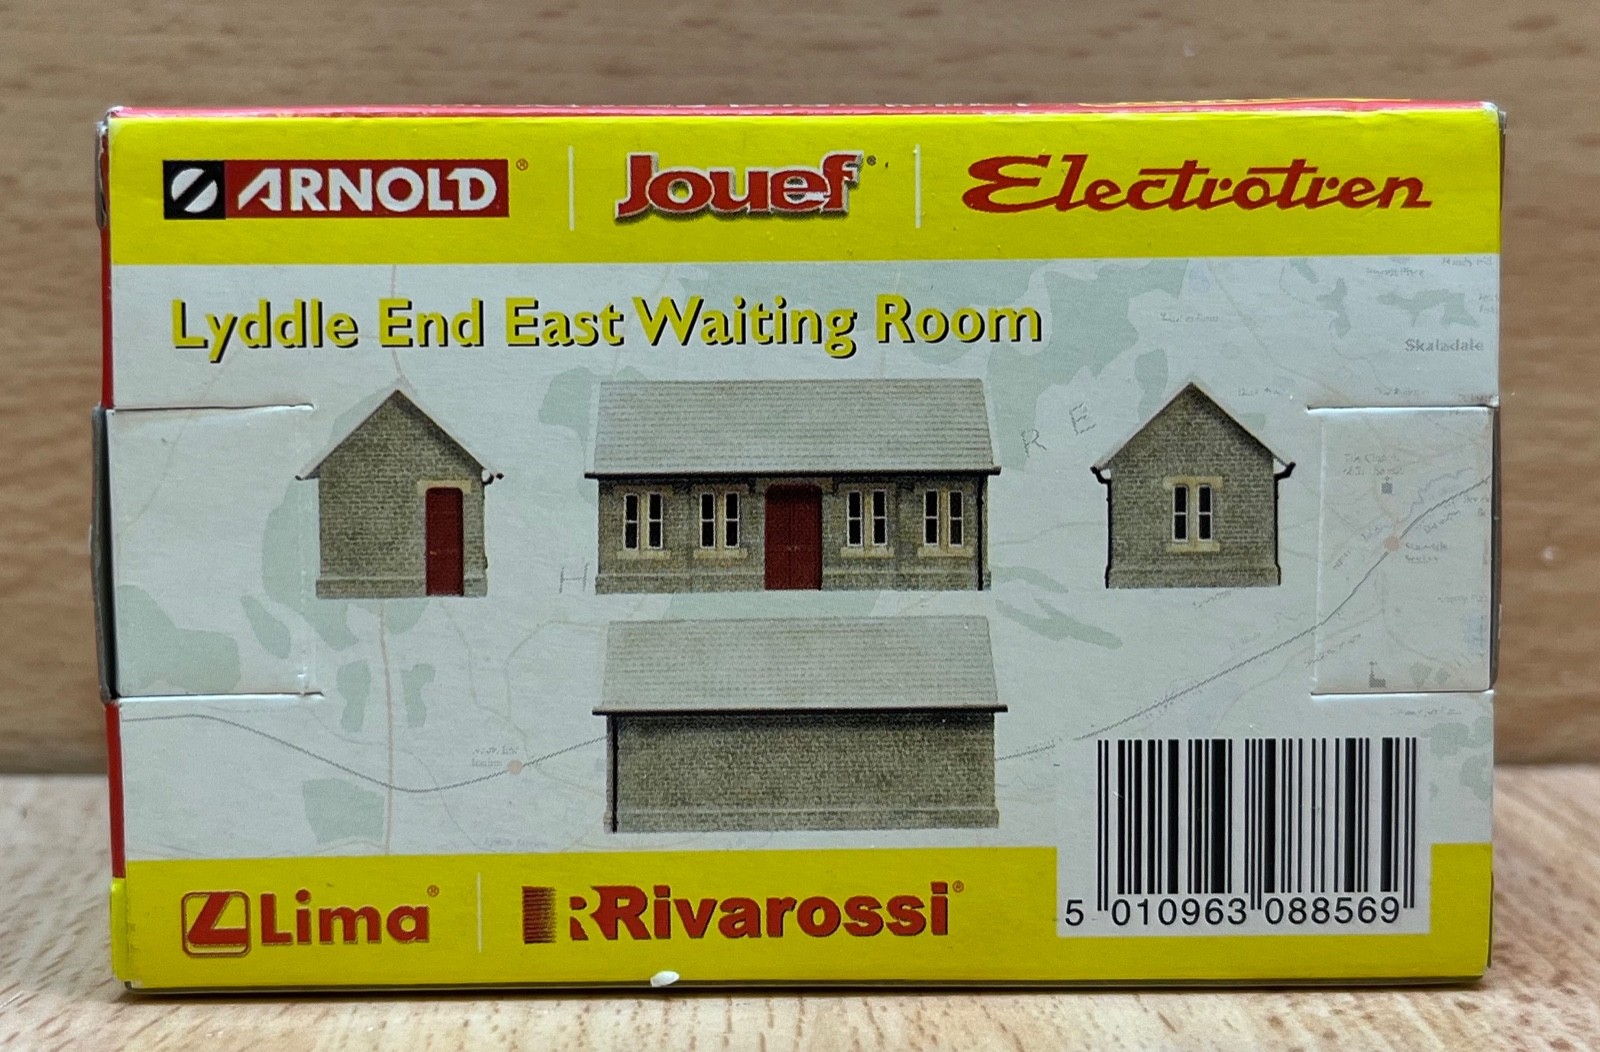 ARNOLD® Jouef® Electrotren
Lyddle End East Waiting Room
Skaladale
R E
H
Lima® Rivarossi®
5 010963 088569